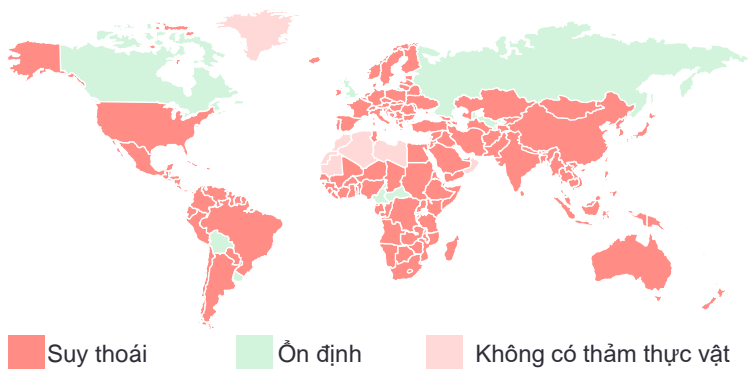 Suy thoái
Ổn định
Không có thảm thực vật